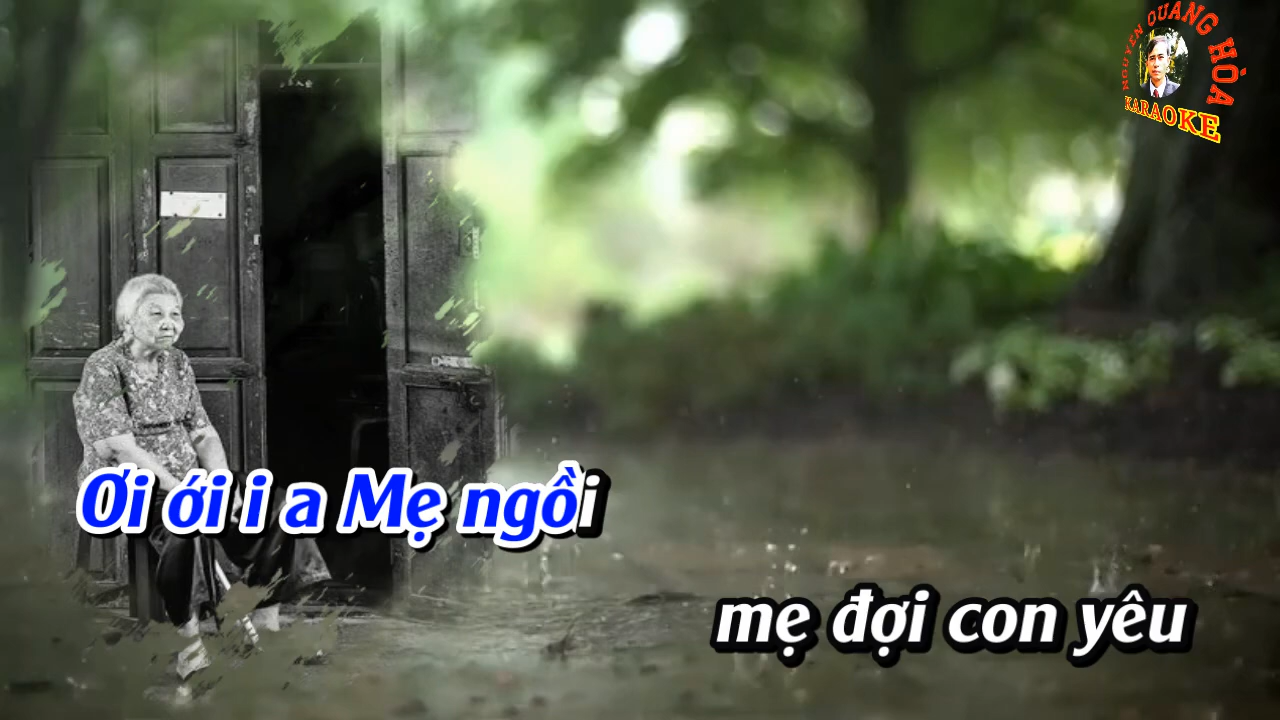 NGUYEN QUANG HÒA
KARAOKE
Ơi ới i a Mẹ ngồi
mẹ đợi con yêu